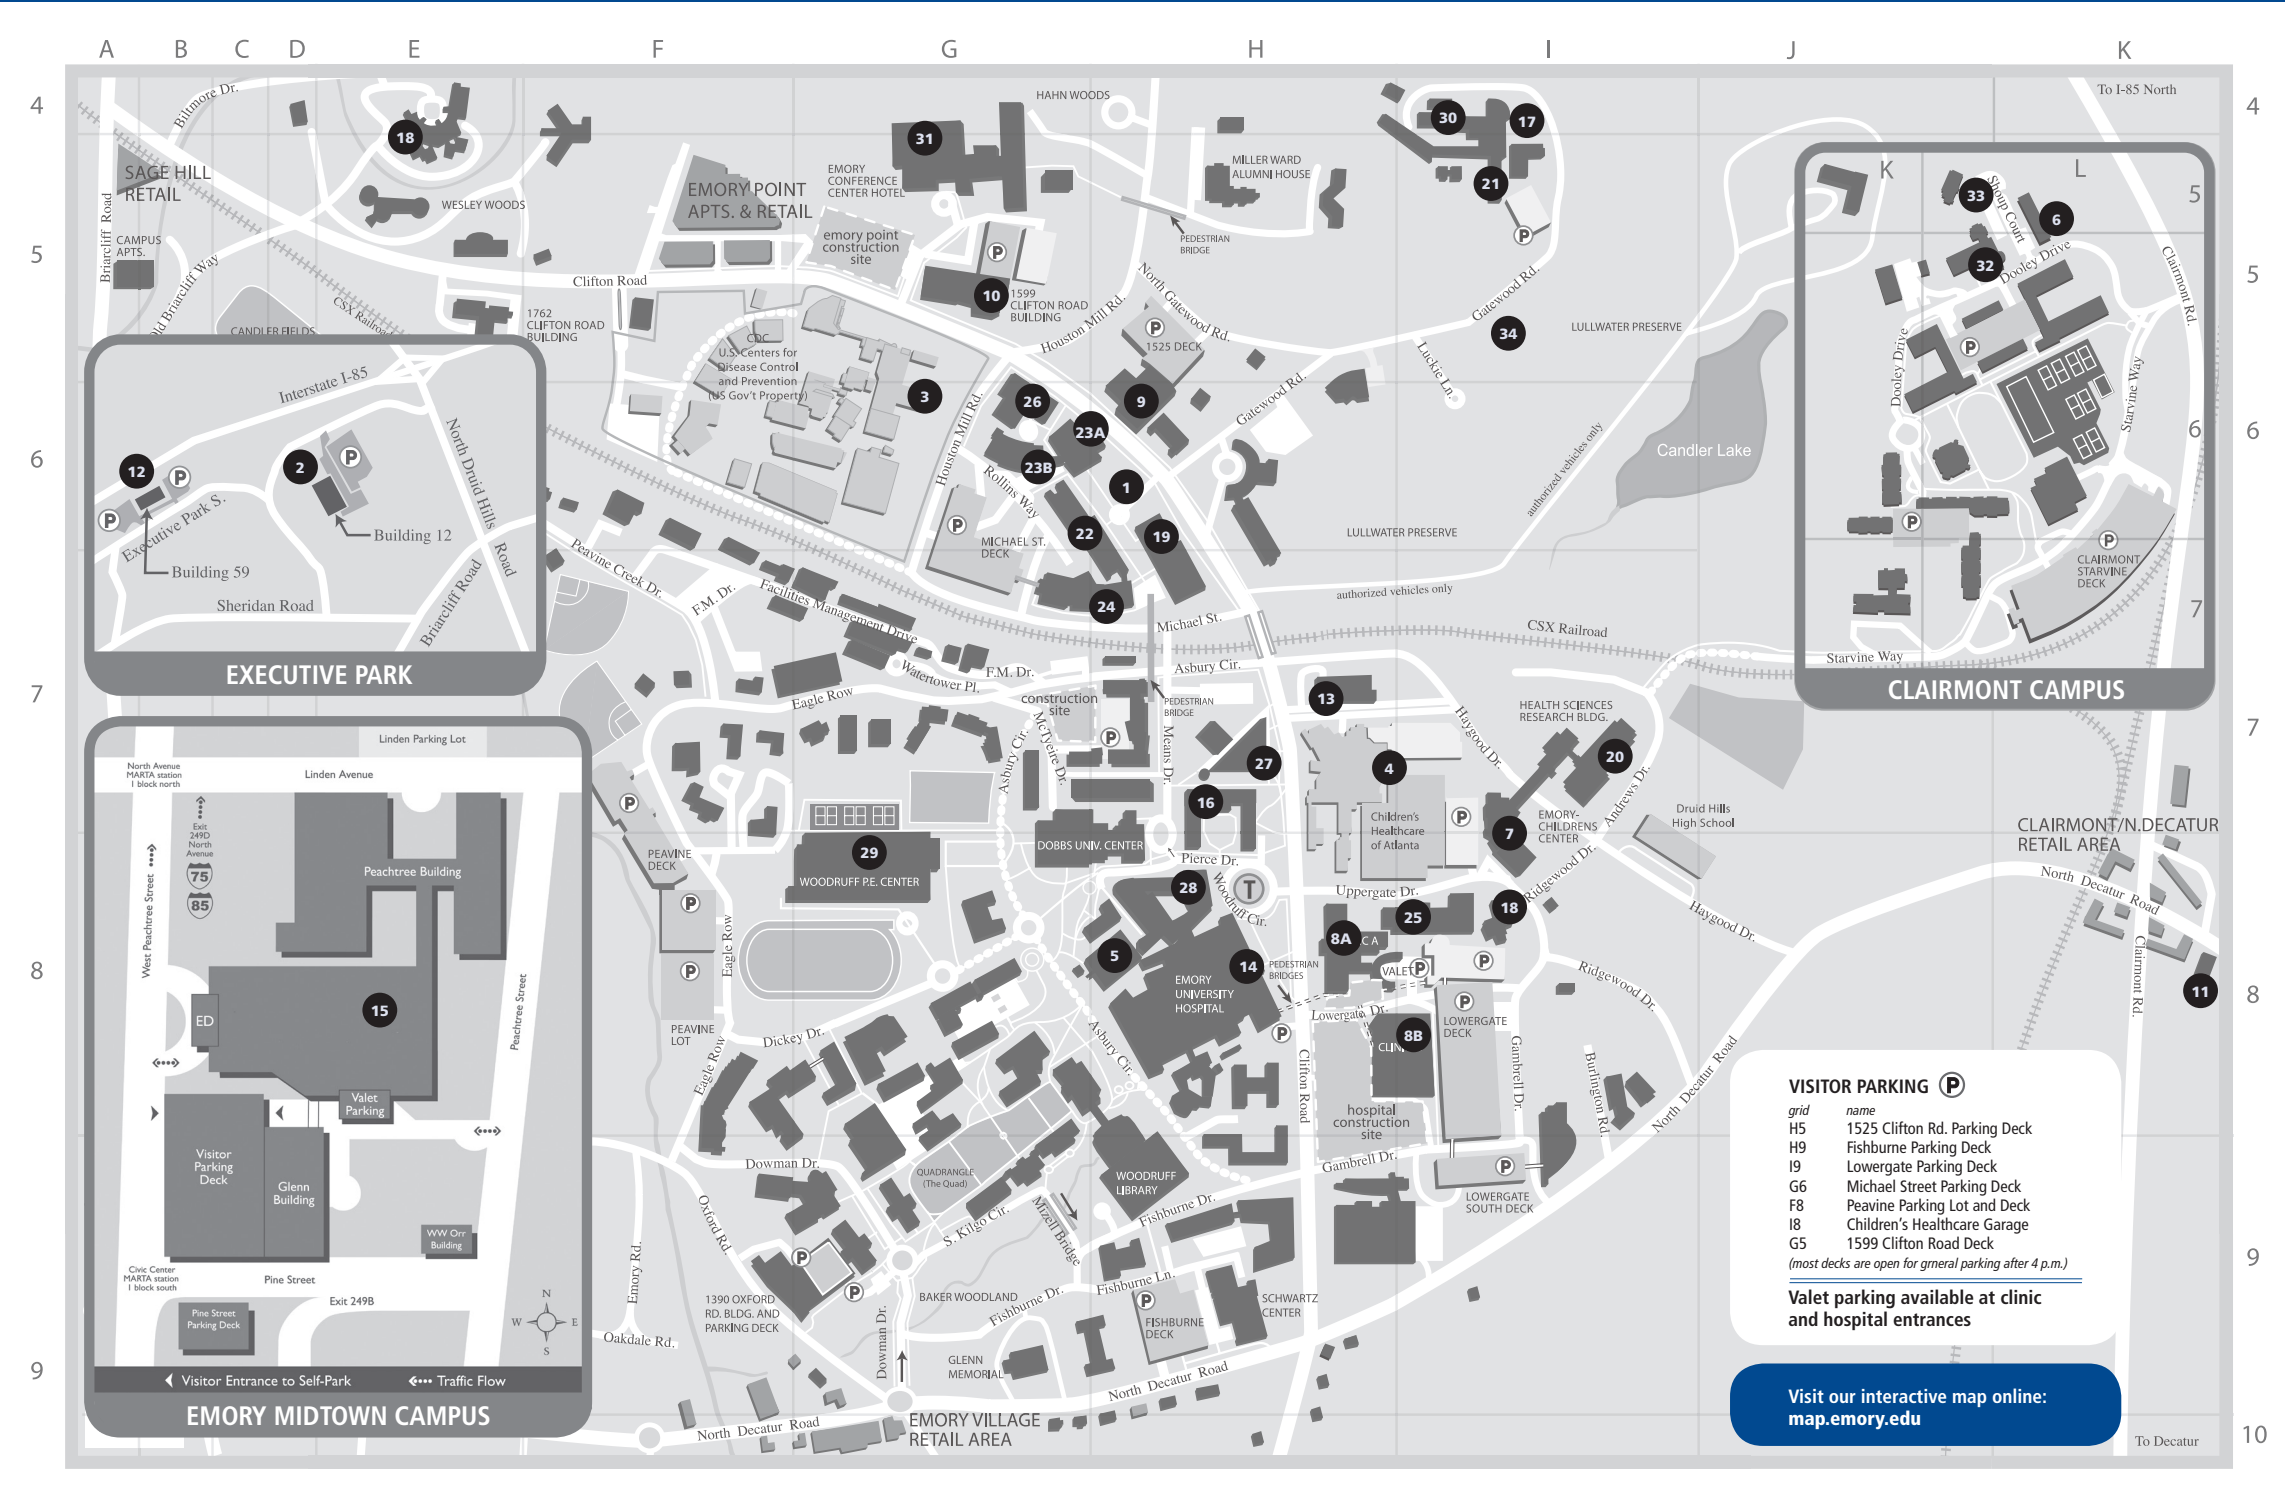 A B C D E F G H I J K
4
5
6
7
8
9
4
5
6
7
8
9
10
Biltmore Dr.
18
SAGE HILL
RETAIL
Briarcliff Road
CAMPUS
APTS.
Old Briarcliff Way
CANDLER FIELDS
CSX Railroad
WESLEY WOODS
1762
CLIFTON ROAD
BUILDING
Clifton Road
EMORY POINT
APTS. & RETAIL
31
EMORY
CONFERENCE
CENTER HOTEL
emory point
construction
site
P
10
1599
CLIFTON ROAD
BUILDING
HAHN WOODS
PEDESTRIAN
BRIDGE
MILLER WARD
ALUMNI HOUSE
30
17
21
P
Houston Mill Rd.
North Gatewood Rd.
P
1525 DECK
Gatewood Rd.
34
LULLWATER PRESERVE
Luckie Ln.
Gatewood Rd.
Candler Lake
authorized vehicles only
LULLWATER PRESERVE
authorized vehicles only
CDC
U.S. Centers for
Disease Control
and Prevention
(US Gov't Property)
3
Houston Mill Rd.
26
9
23A
23B
1
Rollins Way
22
19
P
MICHAEL ST.
DECK
24
Michael St.
CSX Railroad
Peavine Creek Dr.
F.M. Dr.
Facilities Management Drive
Watertower Pl.
F.M. Dr.
Eagle Row
Asbury Cir.
construction
site
McTyeire Dr.
Asbury Cir.
PEDESTRIAN
BRIDGE
P
Means Dr.
13
27
16
4
Children's
Healthcare
of Atlanta
P
Haygood Dr.
HEALTH SCIENCES
RESEARCH BLDG.
20
Andrews Dr.
7
EMORY-
CHILDRENS
CENTER
Druid Hills
High School
Ridgewood Dr.
Haygood Dr.
P
PEAVINE
DECK
29
WOODRUFF P.E. CENTER
DOBBS UNIV. CENTER
Pierce Dr.
28
Woodruff Cir.
T
Uppergate Dr.
25
18
8A
C A
VALET
P
P
5
14
EMORY
UNIVERSITY
HOSPITAL
PEDESTRIAN
BRIDGES
P
P
P
PEAVINE
LOT
Eagle Row
Eagle Row
Dickey Dr.
Asbury Cir.
Lowergate Dr.
8B
CLIN
P
LOWERGATE
DECK
Gambrell Dr.
Clifton Road
hospital
construction
site
Gambrell Dr.
P
LOWERGATE
SOUTH DECK
Burlington Rd.
Ridgewood Dr.
North Decatur Road
Dowman Dr.
Oxford Rd.
Emory Rd.
Oakdale Rd.
QUADRANGLE
(The Quad)
S. Kilgo Cir.
Mizell Bridge
WOODRUFF
LIBRARY
Fishburne Dr.
P
P
1390 OXFORD
RD. BLDG. AND
PARKING DECK
BAKER WOODLAND
Dowman Dr.
Fishburne Dr.
Fishburne Ln.
P
FISHBURNE
DECK
SCHWARTZ
CENTER
GLENN
MEMORIAL
North Decatur Road
North Decatur Road
EMORY VILLAGE
RETAIL AREA
12
P
2
P
P
Interstate I-85
North Druid Hills
Road
Executive Park S.
Building 12
Building 59
Sheridan Road
Briarcliff Road
EXECUTIVE PARK
Linden Parking Lot
North Avenue
MARTA station
1 block north
Linden Avenue
Exit
249D
North
Avenue
75
85
West Peachtree Street
Peachtree Building
15
ED
Peachtree Street
Valet
Parking
Visitor
Parking
Deck
Glenn
Building
WW Orr
Building
Civic Center
MARTA station
1 block south
Pine Street
Exit 249B
Pine Street
Parking Deck
N
W E
S
Visitor Entrance to Self-Park
Traffic Flow
EMORY MIDTOWN CAMPUS
To I-85 North
K L
5
6
7
33
Shoup Court
6
32
Dooley Drive
Dooley Drive
P
Clairmont Rd.
Starvine Way
P
P
CLAIRMONT
STARVINE
DECK
Starvine Way
CLAIRMONT CAMPUS
CLAIRMONT/N.DECATUR
RETAIL AREA
North Decatur Road
Clairmont Rd.
11
VISITOR PARKING P
grid name
H5 1525 Clifton Rd. Parking Deck
H9 Fishburne Parking Deck
I9 Lowergate Parking Deck
G6 Michael Street Parking Deck
F8 Peavine Parking Lot and Deck
I8 Children's Healthcare Garage
G5 1599 Clifton Road Deck
(most decks are open for grneral parking after 4 p.m.)
Valet parking available at clinic
and hospital entrances
Visit our interactive map online:
map.emory.edu
To Decatur